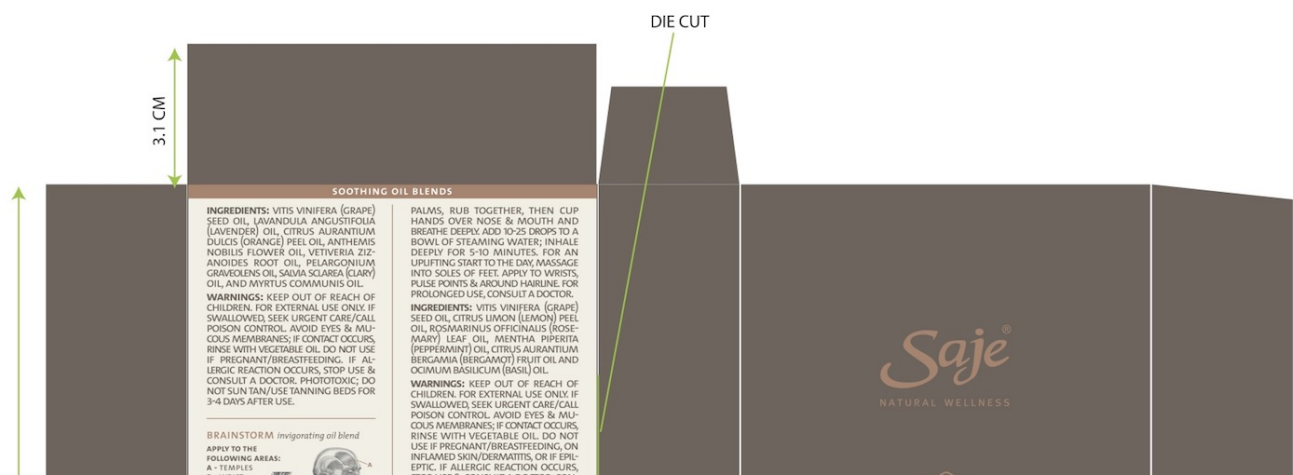 DIE CUT
3.1 CM
SOOTHING OIL BLENDS
INGREDIENTS: VITIS VINIFERA (GRAPE)
SEED OIL, LAVANDULA ANGUSTIFOLIA
(LAVENDER) OIL, CITRUS AURANTIUM
DULCIS (ORANGE) PEEL OIL, ANTHEMIS
NOBILIS FLOWER OIL, VETIVERIA ZIZ-
ANOIDES ROOT OIL, PELARGONIUM
GRAVEOLENS OIL, SALVIA SCLAREA (CLARY)
OIL, AND MYRTUS COMMUNIS OIL.
WARNINGS: KEEP OUT OF REACH OF
CHILDREN. FOR EXTERNAL USE ONLY. IF
SWALLOWED, SEEK URGENT CARE/CALL
POISON CONTROL. AVOID EYES & MU-
COUS MEMBRANES; IF CONTACT OCCURS,
RINSE WITH VEGETABLE OIL. DO NOT USE
IF PREGNANT/BREASTFEEDING. IF AL-
LERGIC REACTION OCCURS, STOP USE &
CONSULT A DOCTOR. PHOTOTOXIC; DO
NOT SUN TAN/USE TANNING BEDS FOR
3-4 DAYS AFTER USE.
BRAINSTORM invigorating oil blend
APPLY TO THE
FOLLOWING AREAS:
A - TEMPLES
A
PALMS, RUB TOGETHER, THEN CUP
HANDS OVER NOSE & MOUTH AND
BREATHE DEEPLY. ADD 10-25 DROPS TO A
BOWL OF STEAMING WATER; INHALE
DEEPLY FOR 5-10 MINUTES. FOR AN
UPLIFTING START TO THE DAY, MASSAGE
INTO SOLES OF FEET. APPLY TO WRISTS,
PULSE POINTS & AROUND HAIRLINE. FOR
PROLONGED USE, CONSULT A DOCTOR.
INGREDIENTS: VITIS VINIFERA (GRAPE)
SEED OIL, CITRUS LIMON (LEMON) PEEL
OIL, ROSMARINUS OFFICINALIS (ROSE-
MARY) LEAF OIL, MENTHA PIPERITA
(PEPPERMINT) OIL, CITRUS AURANTIUM
BERGAMIA (BERGAMOT) FRUIT OIL AND
OCIMUM BASILICUM (BASIL) OIL.
WARNINGS: KEEP OUT OF REACH OF
CHILDREN. FOR EXTERNAL USE ONLY. IF
SWALLOWED, SEEK URGENT CARE/CALL
POISON CONTROL. AVOID EYES & MU-
COUS MEMBRANES; IF CONTACT OCCURS,
RINSE WITH VEGETABLE OIL. DO NOT
USE IF PREGNANT/BREASTFEEDING, ON
INFLAMED SKIN/DERMATITIS, OR IF EPIL-
EPTIC. IF ALLERGIC REACTION OCCURS,
Saje®
NATURAL WELLNESS